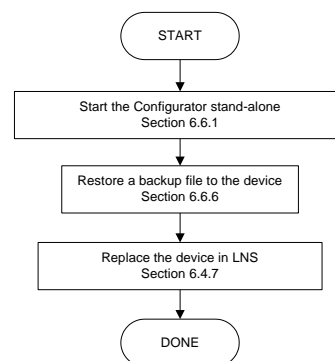 START
Start the Configurator stand-alone
Section 6.6.1
Restore a backup file to the device
Section 6.6.6
Replace the device in LNS
Section 6.4.7
DONE